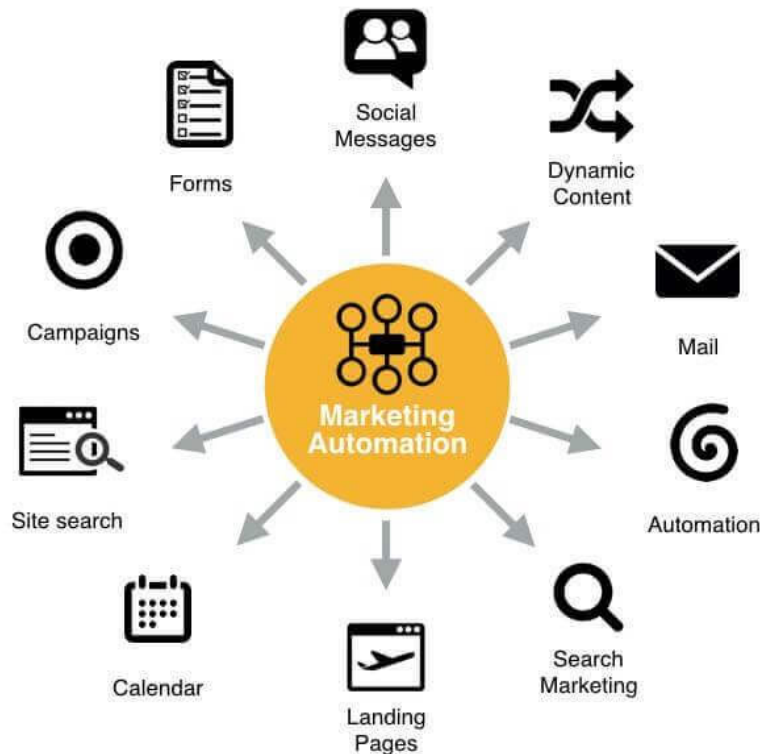 Social
Messages
Dynamic
Content
Mail
Automation
Search
Marketing
Landing
Pages
Calendar
Site search
Campaigns
Forms
Marketing
Automation